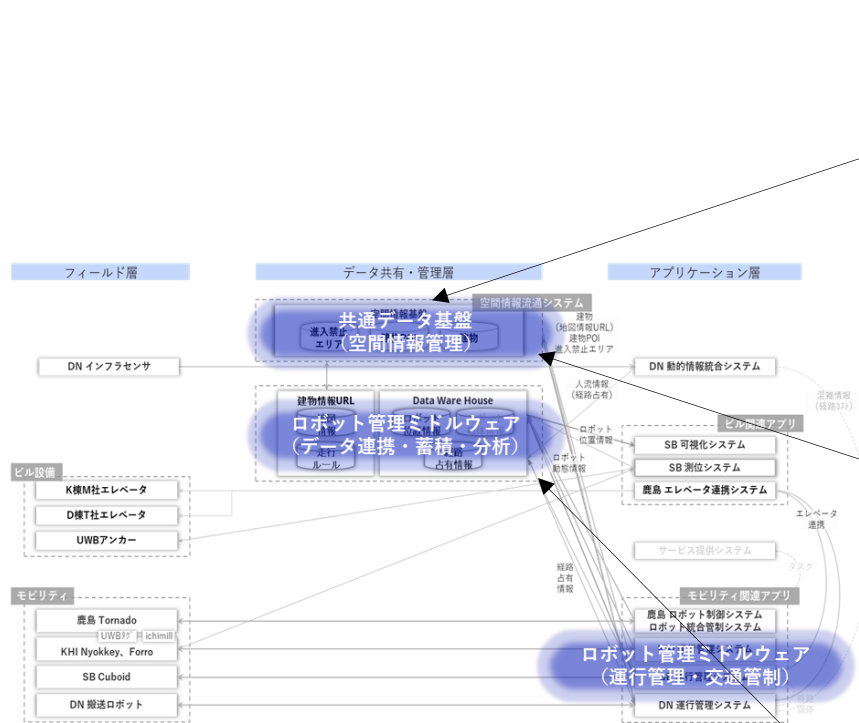 フィールド層
データ共有・管理層
アプリケーション層
空間情報流通システム
空間情報基盤
共通データ基盤
（空間情報管理）
進入禁止
エリア
建物
（地図情報URL）
建物POI
進入禁止エリア
DN インフラセンサ
DN 動的情報統合システム
人流情報
（経路占有）
混雑情報
（経路ｺｽﾄ）
建物情報URL
Data Ware House
ロボット管理ミドルウェア
（データ連携・蓄積・分析）
走行
ルール
占有情報
ロボット
位置情報
ロボット
動態情報
ビル関連アプリ
SB 可視化システム
SB 測位システム
鹿島 エレベータ連携システム
ビル設備
K棟M社エレベータ
D棟T社エレベータ
UWBアンカー
エレベータ
連携
サービス提供システム
タスク
経路
占有
情報
モビリティ
鹿島 Tornado
UWBﾀｸﾞ
ichimill
KHI Nyokkey、Forro
SB Cuboid
DN 搬送ロボット
モビリティ関連アプリ
鹿島 ロボット制御システム
ロボット統合管制システム
ロボット管理ミドルウェア
（運行管理・交通管制）
DN 運行管理システム